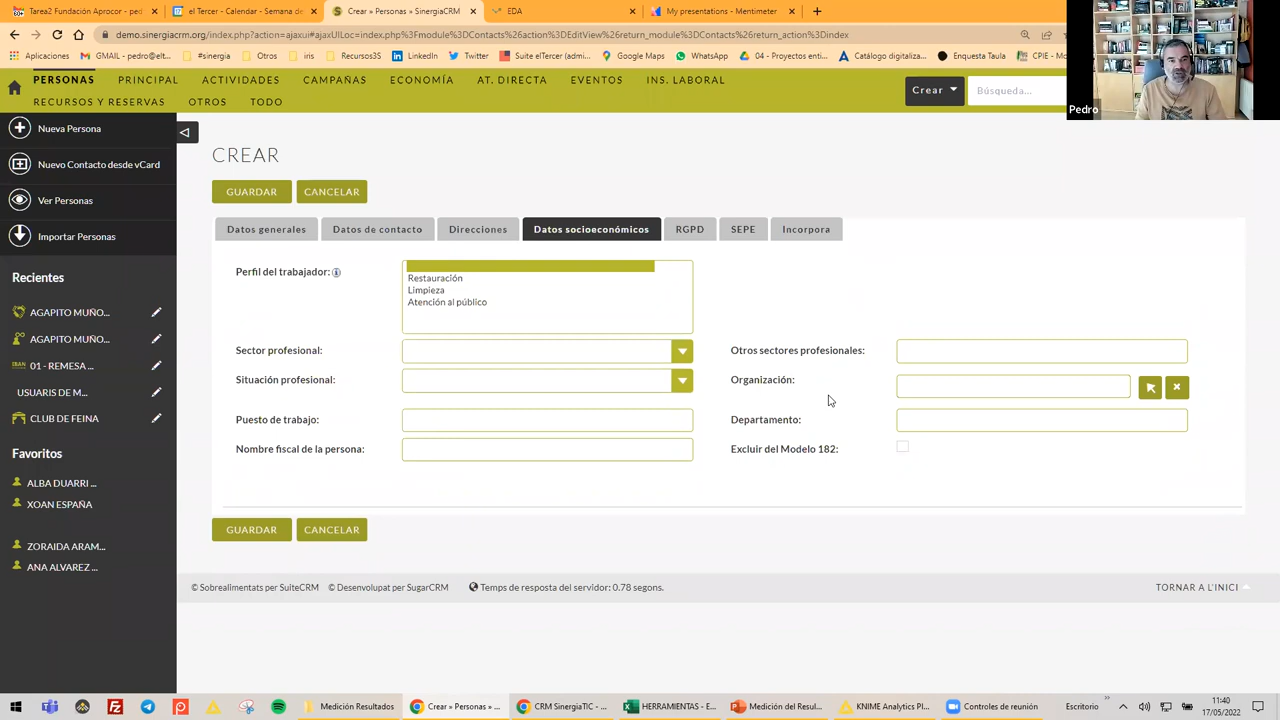 Tarea2 Fundación Aprocor - ped
el Tercer - Calendar - Semana de
Crear » Personas » SinergiaCRM
EDA
My presentations - Mentimeter
demo.sinergiacrm.org/index.php?action=ajaxui#ajaxUILoc=index.php%3Fmodule%3DContacts%26action%3DEditView%26return_module%3DContacts%26return_action%3Dindex
Aplicaciones
GMAIL - pedro@elt...
#sinergia
Otros
iris
Recursos3S
LinkedIn
Twitter
Suite elTercer (admi...
Google Maps
WhatsApp
04 - Proyectos enti...
Catálogo digitaliza...
Enquesta Taula
CPIE - M
Pedro
PERSONAS
PRINCIPAL
ACTIVIDADES
CAMPAÑAS
ECONOMÍA
AT. DIRECTA
EVENTOS
INS. LABORAL
RECURSOS Y RESERVAS
OTROS
TODO
Crear
Búsqueda...
Nueva Persona
Nuevo Contacto desde vCard
Ver Personas
Importar Personas
Recientes
AGAPITO MUÑO...
AGAPITO MUÑO...
IBAN
01 - REMESA ...
USUARIS DE M...
CLUB DE FEINA
Favoritos
ALBA DUARRI ...
XOAN ESPAÑA
ZORAIDA ARAM...
ANA ALVAREZ ...
CREAR
GUARDAR
CANCELAR
Datos generales
Datos de contacto
Direcciones
Datos socioeconómicos
RGPD
SEPE
Incorpora
Perfil del trabajador:
Restauración
Limpieza
Atención al público
Sector profesional:
Otros sectores profesionales:
Situación profesional:
Organización:
Puesto de trabajo:
Departamento:
Nombre fiscal de la persona:
Excluir del Modelo 182:
GUARDAR
CANCELAR
© Sobrealimentats per SuiteCRM
© Desenvolupat per SugarCRM
Temps de resposta del servidor: 0.78 segons.
TORNAR A L'INICI
Medición Resultados
Crear » Personas » ...
CRM SinergiaTIC - ...
HERRAMIENTAS - E...
Medición del Resul...
KNIME Analytics Pl...
Controles de reunión
Escritorio
11:40
17/05/2022